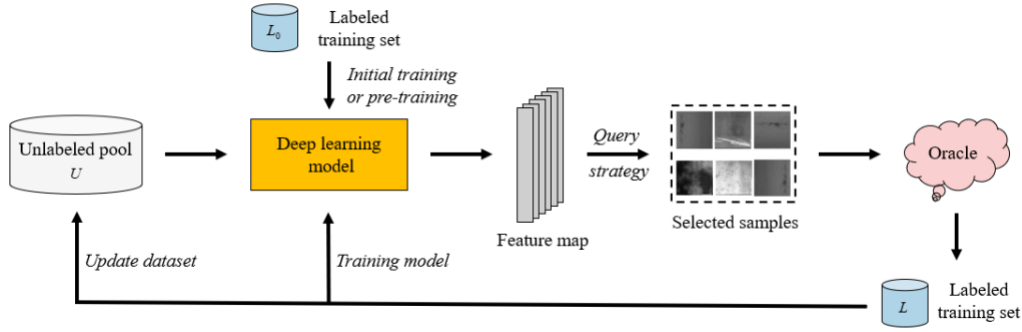 L₀
Labeled
training set
Initial training
or pre-training
Unlabeled pool
U
Deep learning
model
Query
strategy
Oracle
Selected samples
Feature map
Update dataset
Training model
L
Labeled
training set